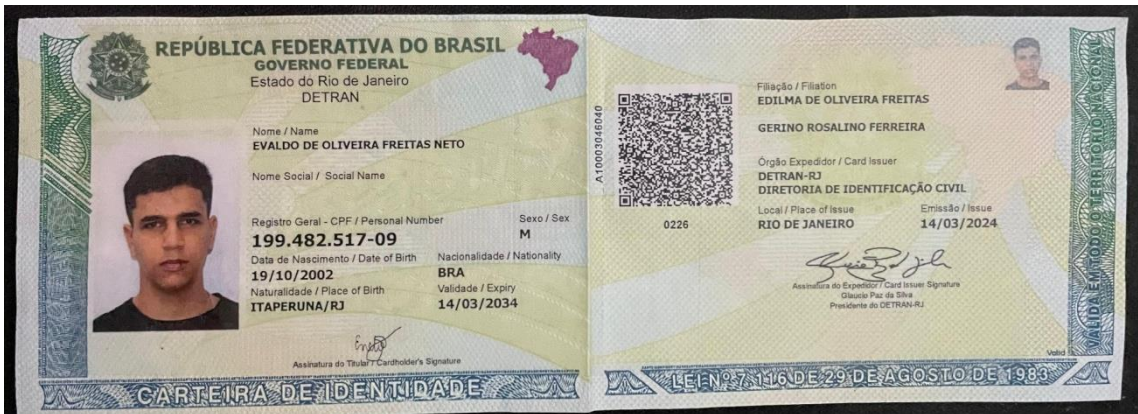 REPÚBLICA FEDERATIVA DO BRASIL
GOVERNO FEDERAL
Estado do Rio de Janeiro
DETRAN
Nome / Name
EVALDO DE OLIVEIRA FREITAS NETO
Nome Social / Social Name
Registro Geral - CPF / Personal Number
Sexo / Sex
199.482.517-09
M
Data de Nascimento / Date of Birth
Nacionalidade / Nationality
19/10/2002
BRA
Naturalidade / Place of Birth
Validade / Expiry
ITAPERUNA/RJ
14/03/2034
Assinatura do Titular / Cardholder's Signature
CARTEIRA DE IDENTIDADE
A10003046040
0226
Filiação / Filiation
EDILMA DE OLIVEIRA FREITAS
GERINO ROSALINO FERREIRA
Órgão Expedidor / Card Issuer
DETRAN-RJ
DIRETORIA DE IDENTIFICAÇÃO CIVIL
Local / Place of Issue
Emissão / Issue
RIO DE JANEIRO
14/03/2024
Assinatura do Expedidor / Card Issuer Signature
Glaucio Paz da Silva
Presidente do DETRAN-RJ
Valid
VALIDA EM TODO O TERRITÓRIO NACIONAL
LEI Nº 7.116 DE 29 DE AGOSTO DE 1983